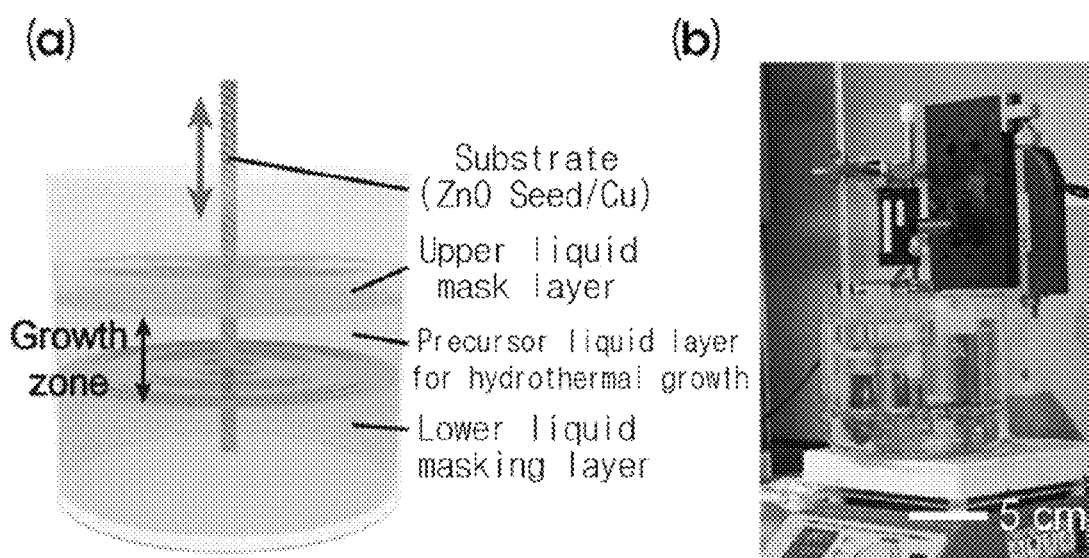 (a)
(b)
Substrate
(ZnO Seed/Cu)
Upper liquid
mask layer
Growth
zone
Precursor liquid layer
for hydrothermal growth
Lower liquid
masking layer
5 cm